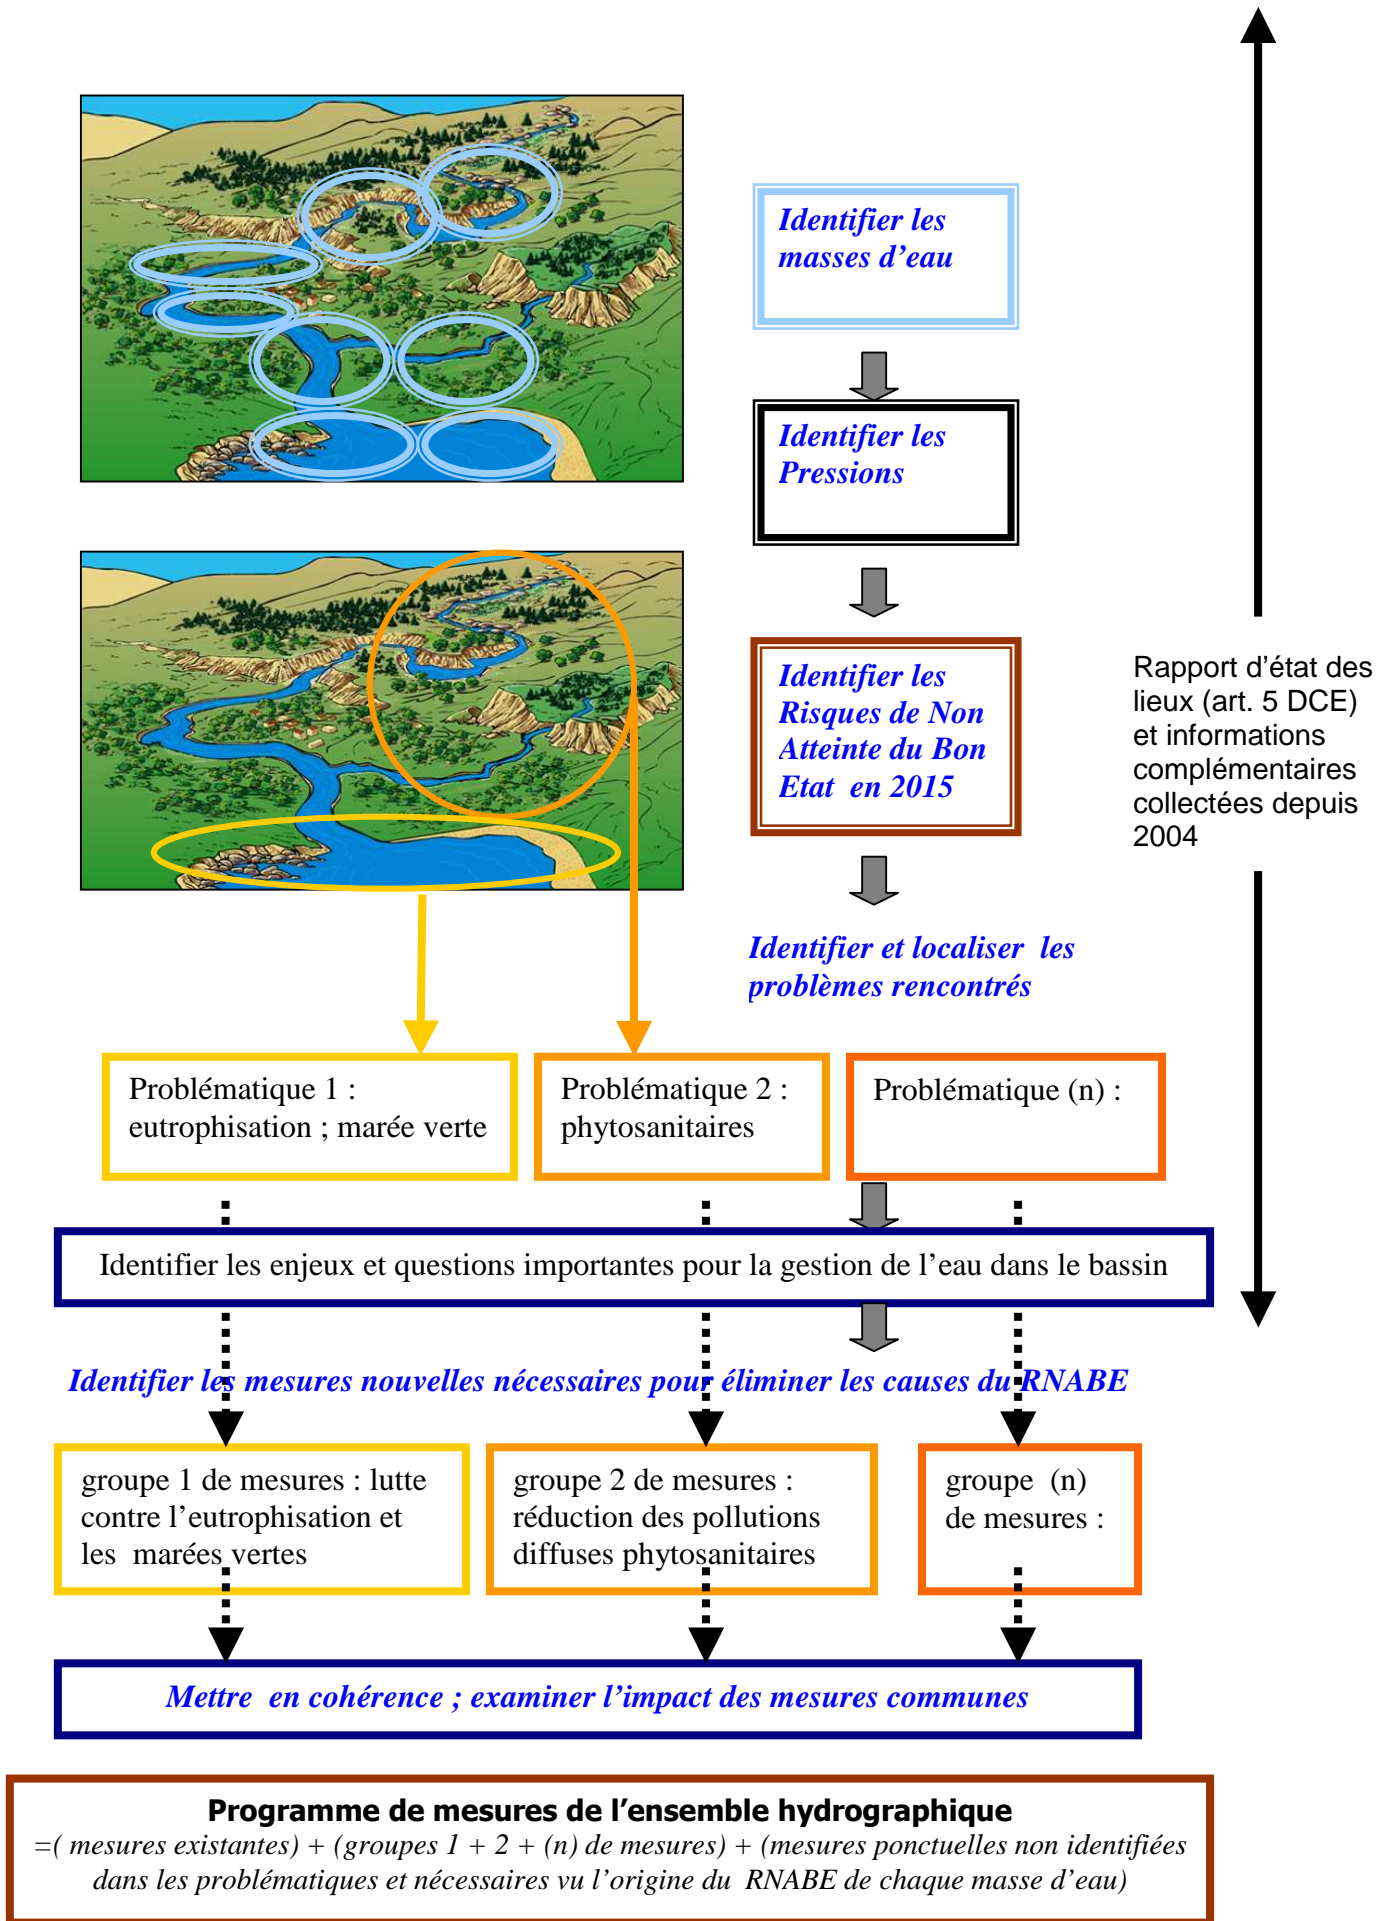 Identifier les
masses d’eau
Identifier les
Pressions
Identifier les
Risques de Non
Atteinte du Bon
Etat en 2015
Rapport d’état des
lieux (art. 5 DCE)
et informations
complémentaires
collectées depuis
2004
Identifier et localiser les
problèmes rencontrés
Problématique 1 :
eutrophisation ; marée verte
Problématique 2 :
phytosanitaires
Problématique (n) :
Identifier les enjeux et questions importantes pour la gestion de l’eau dans le bassin
Identifier les mesures nouvelles nécessaires pour éliminer les causes du RNABE
groupe 1 de mesures : lutte
contre l’eutrophisation et
les marées vertes
groupe 2 de mesures :
réduction des pollutions
diffuses phytosanitaires
groupe (n)
de mesures :
Mettre en cohérence ; examiner l’impact des mesures communes
Programme de mesures de l’ensemble hydrographique
=( mesures existantes) + (groupes 1 + 2 + (n) de mesures) + (mesures ponctuelles non identifiées
dans les problématiques et nécessaires vu l’origine du RNABE de chaque masse d’eau)